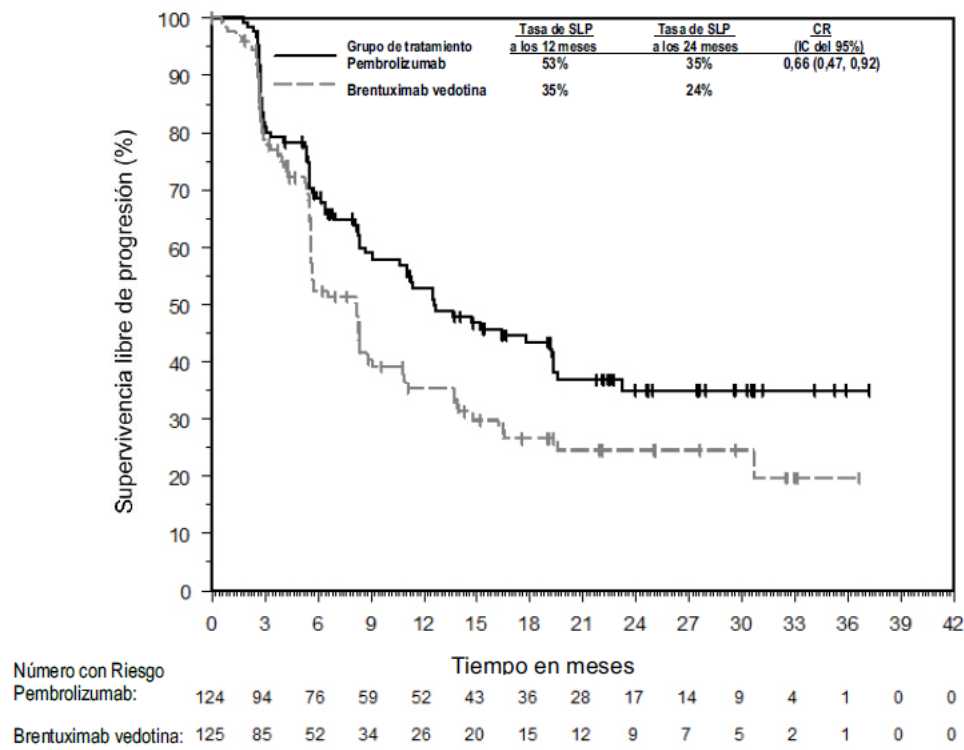 Tasa de SLP Tasa de SLP CR
Grupo de tratamiento a los 12 meses a los 24 meses (IC del 95%)
Pembrolizumab 53% 35% 0,66 (0,47, 0,92)
Brentuximab vedotina 35% 24%
Supervivencia libre de progresión (%)
100
90
80
70
60
50
40
30
20
10
0
0 3 6 9 12 15 18 21 24 27 30 33 36 39 42
Tiempo en meses
Número con Riesgo
Pembrolizumab: 124 94 76 59 52 43 36 28 17 14 9 4 1 0 0
Brentuximab vedotina: 125 85 52 34 26 20 15 12 9 7 5 2 1 0 0